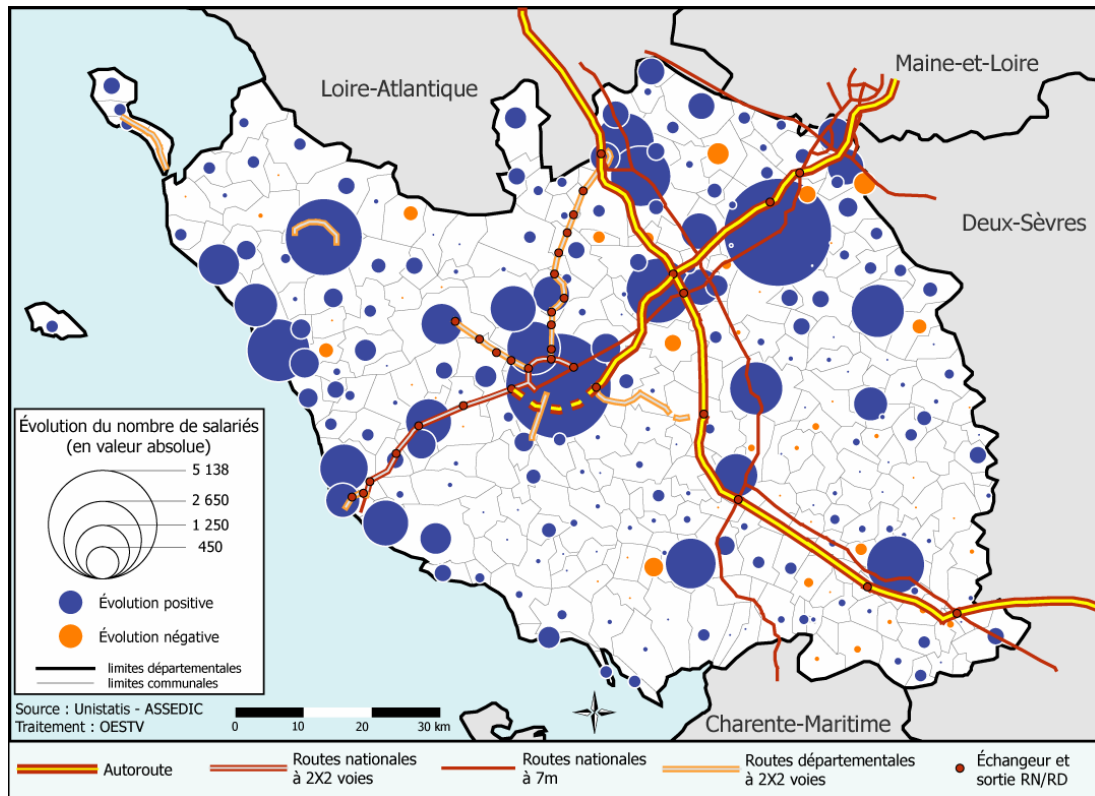 Loire-Atlantique
Maine-et-Loire
Deux-Sèvres
Charente-Maritime
Évolution du nombre de salariés
(en valeur absolue)
5 138
2 650
1 250
450
Évolution positive
Évolution négative
limites départementales
limites communales
Source : Unistatis - ASSEDIC
Traitement : OESTV
0 10 20 30 km
Autoroute
Routes nationales
à 2X2 voies
Routes nationales
à 7m
Routes départementales
à 2X2 voies
Échangeur et
sortie RN/RD